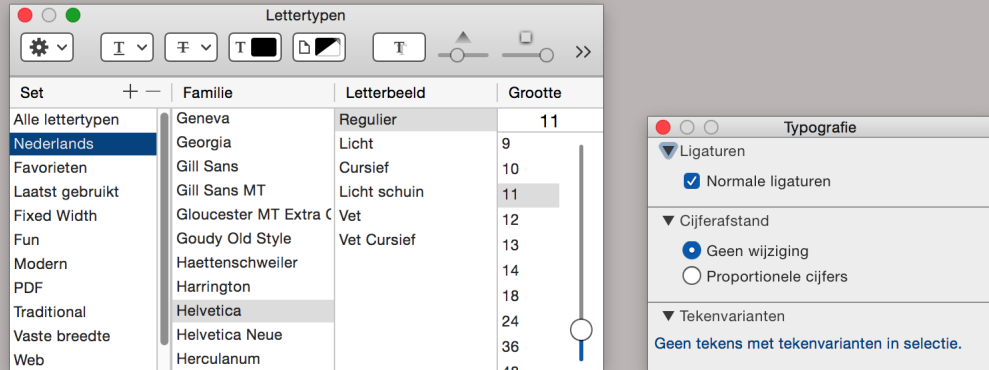 Lettertypen
T T T T
Set + − Familie Letterbeeld Grootte
Alle lettertypen Geneva Regulier 11
Nederlands Georgia Licht 9
Favorieten Gill Sans Cursief 10
Laatst gebruikt Gill Sans MT Licht schuin 11
Fixed Width Gloucester MT Extra C Vet 12
Fun Goudy Old Style Vet Cursief 13
Modern Haettenschweiler 14
PDF Harrington 18
Traditional Helvetica 24
Vaste breedte Helvetica Neue 36
Web Herculanum
Typografie
Ligaturen
Normale ligaturen
Cijferafstand
Geen wijziging
Proportionele cijfers
Tekenvarianten
Geen tekens met tekenvarianten in selectie.